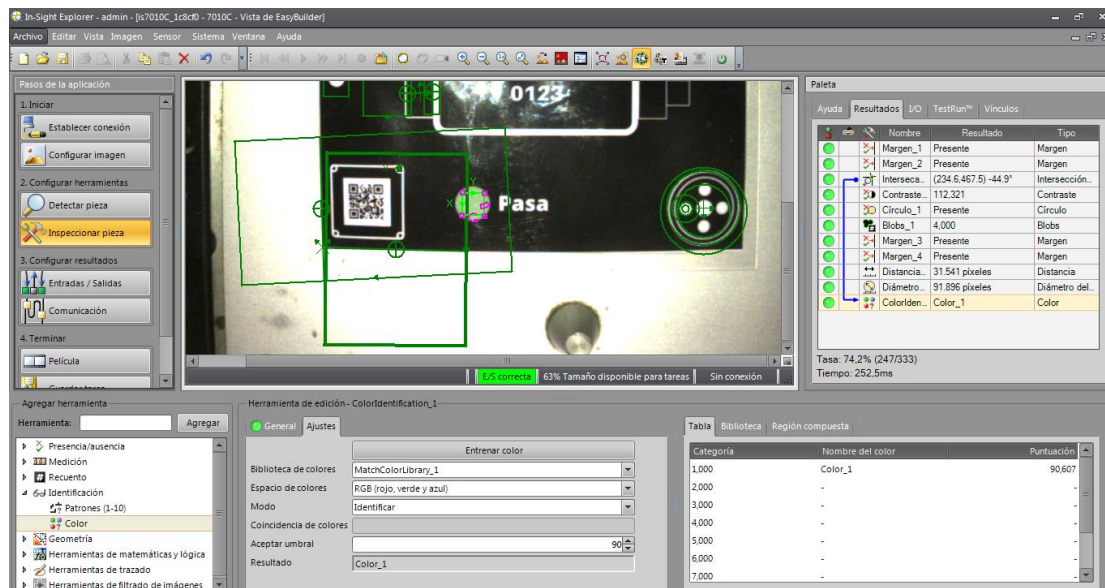 In-Sight Explorer - admin - [is7010C_1c8cf0 - 7010C - Vista de EasyBuilder]
Archivo Editar Vista Imagen Sensor Sistema Ventana Ayuda
Pasos de la aplicación
1. Iniciar
Establecer conexión
Configurar imagen
2. Configurar herramientas
Detectar pieza
Inspeccionar pieza
3. Configurar resultados
Entradas / Salidas
Comunicación
4. Terminar
Película
Guardar tarea
0123
Pasa
X
Y
E/S correcta 63% Tamaño disponible para tareas Sin conexión
Paleta
Ayuda Resultados I/O TestRun™ Vínculos
Nombre Resultado Tipo
Margen_1 Presente Margen
Margen_2 Presente Margen
Interseca... (234.6,467.5) -44.9° Intersección...
Contraste... 112,321 Contraste
Círculo_1 Presente Círculo
Blobs_1 4,000 Blobs
Margen_3 Presente Margen
Margen_4 Presente Margen
Distancia... 31.541 píxeles Distancia
Diámetro... 91.896 píxeles Diámetro del...
ColorIden... Color_1 Color
Tasa: 74,2% (247/333)
Tiempo: 252,5ms
Agregar herramienta
Herramienta: Agregar
Presencia/ausencia
Medición
Recuento
Identificación
Patrones (1-10)
Color
Geometría
Herramientas de matemáticas y lógica
Herramientas de trazado
Herramientas de filtrado de imágenes
Herramienta de edición - ColorIdentification_1
General Ajustes
Entrenar color
Biblioteca de colores MatchColorLibrary_1
Espacio de colores RGB (rojo, verde y azul)
Modo Identificar
Coincidencia de colores
Aceptar umbral 90
Resultado Color_1
Tabla Biblioteca Región compuesta
Categoría Nombre del color Puntuación
1,000 Color_1 90,607
2,000 - -
3,000 - -
4,000 - -
5,000 - -
6,000 - -
7,000 - -